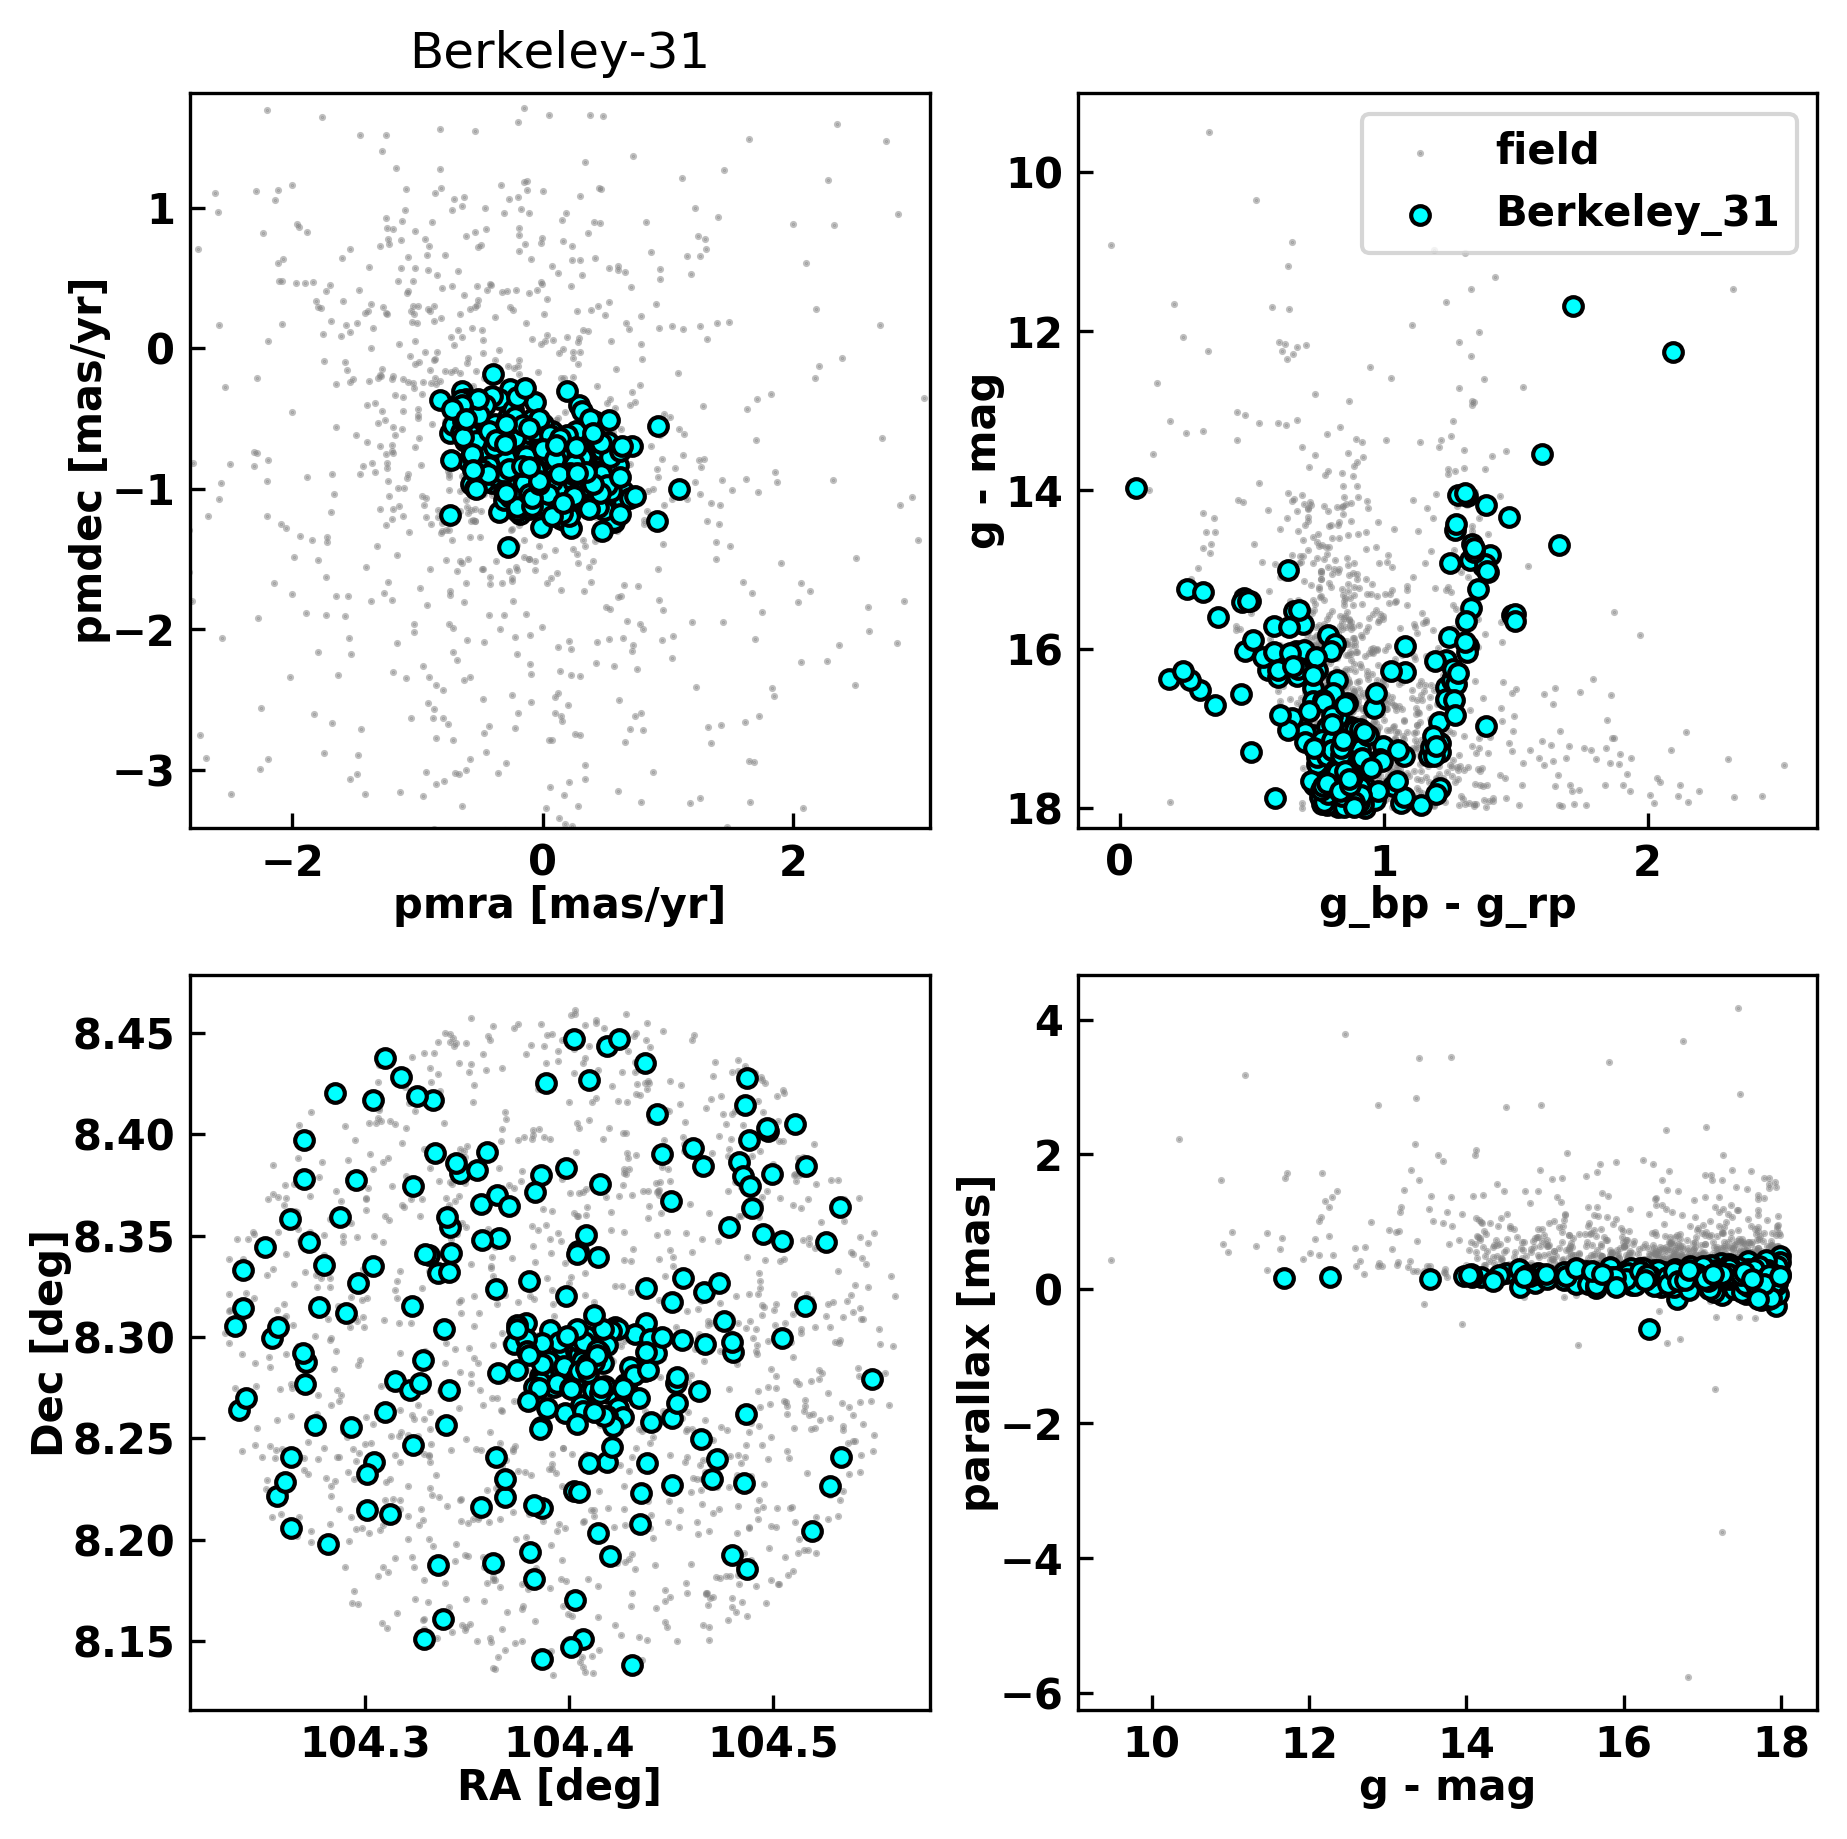 Berkeley-31
1
0
−1
−2
−3
pmdec [mas/yr]
−2 0 2
pmra [mas/yr]
field
Berkeley_31
10
12
14
16
18
g - mag
0 1 2
g_bp - g_rp
8.45
8.40
8.35
8.30
8.25
8.20
8.15
Dec [deg]
104.3 104.4 104.5
RA [deg]
4
2
0
−2
−4
−6
parallax [mas]
10 12 14 16 18
g - mag